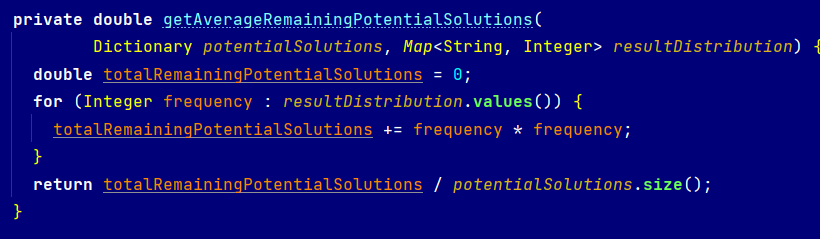 private double getAverageRemainingPotentialSolutions(
        Dictionary potentialSolutions, Map<String, Integer> resultDistribution) {
  double totalRemainingPotentialSolutions = 0;
  for (Integer frequency : resultDistribution.values()) {
    totalRemainingPotentialSolutions += frequency * frequency;
  }
  return totalRemainingPotentialSolutions / potentialSolutions.size();
}